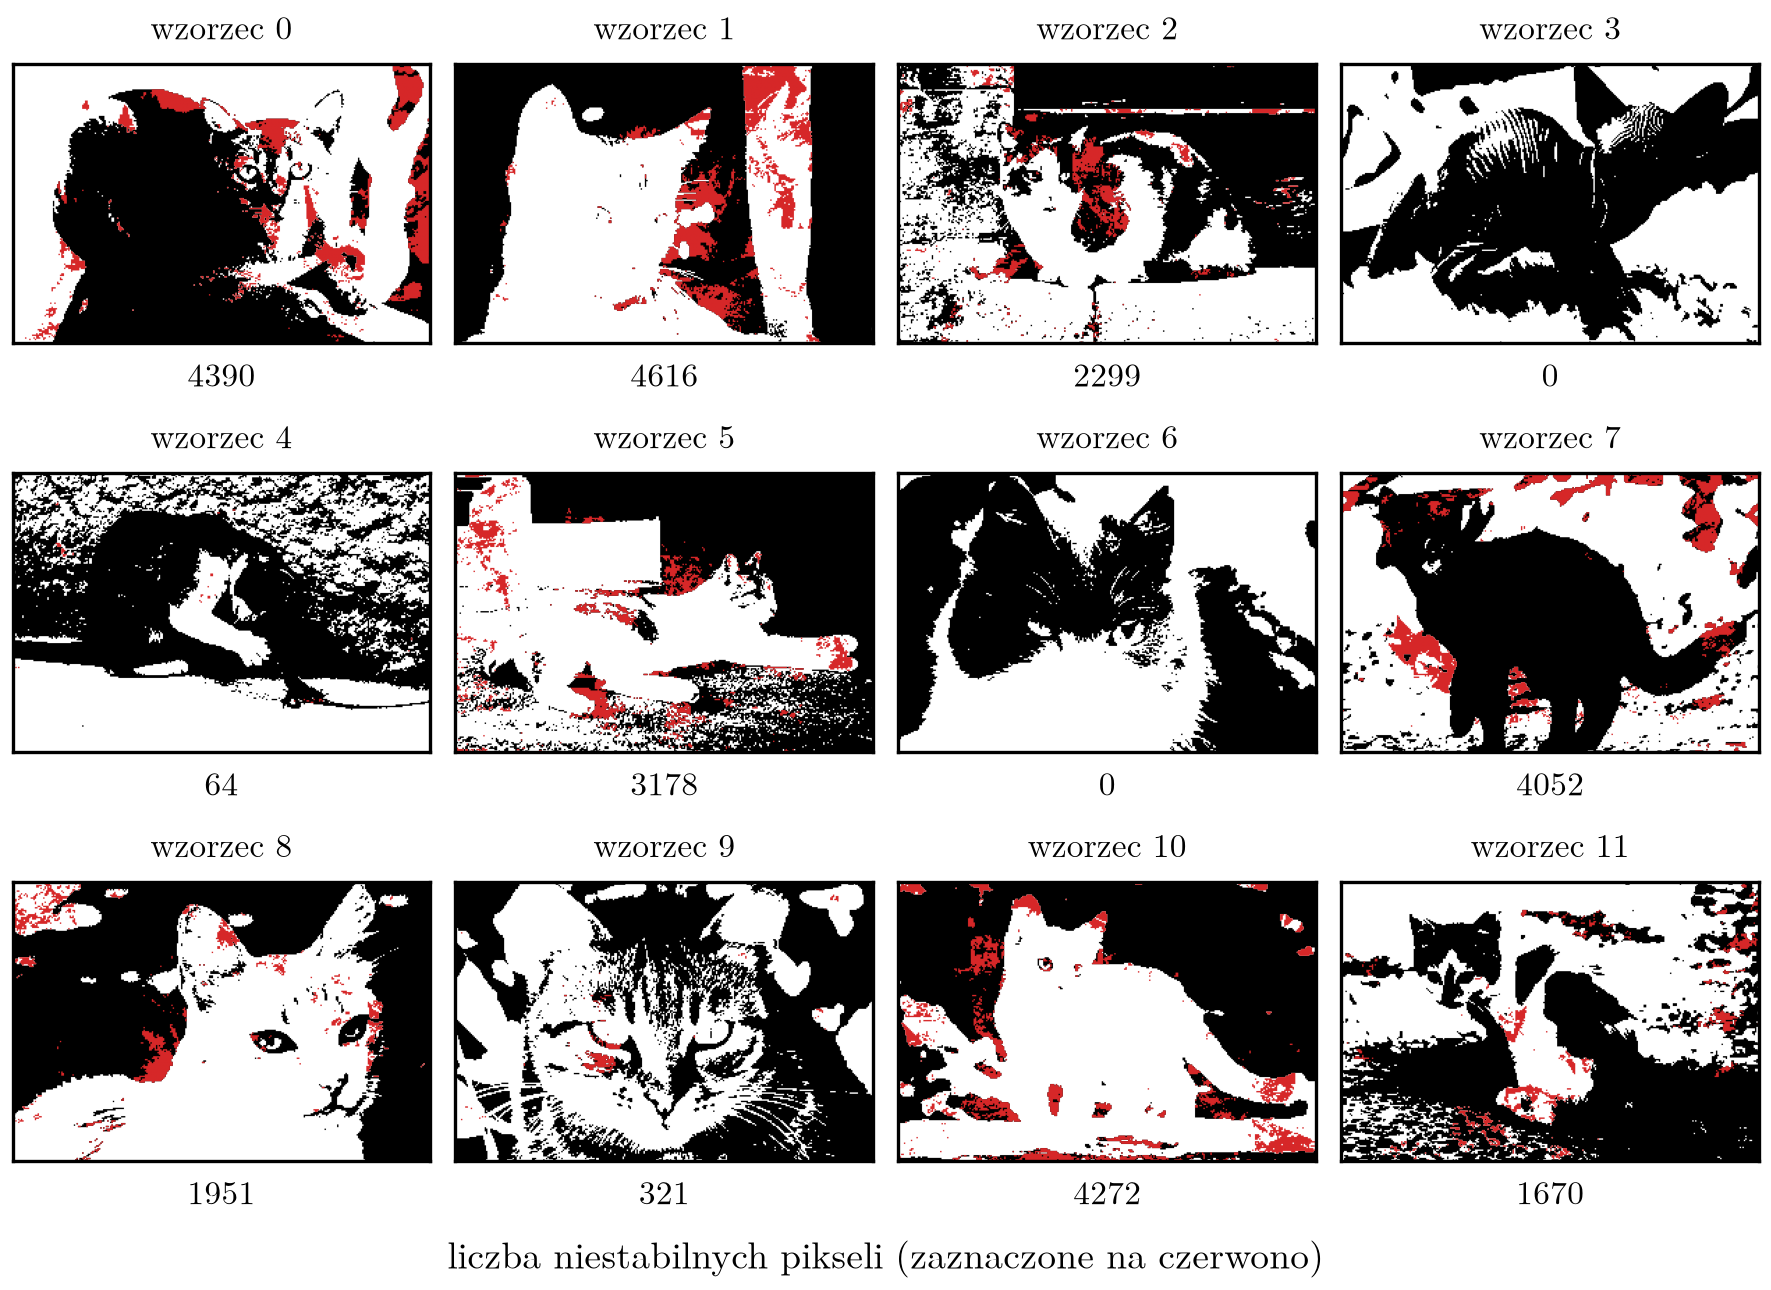 wzorzec 0
wzorzec 1
wzorzec 2
wzorzec 3
4390
4616
2299
0
wzorzec 4
wzorzec 5
wzorzec 6
wzorzec 7
64
3178
0
4052
wzorzec 8
wzorzec 9
wzorzec 10
wzorzec 11
1951
321
4272
1670
liczba niestabilnych pikseli (zaznaczone na czerwono)